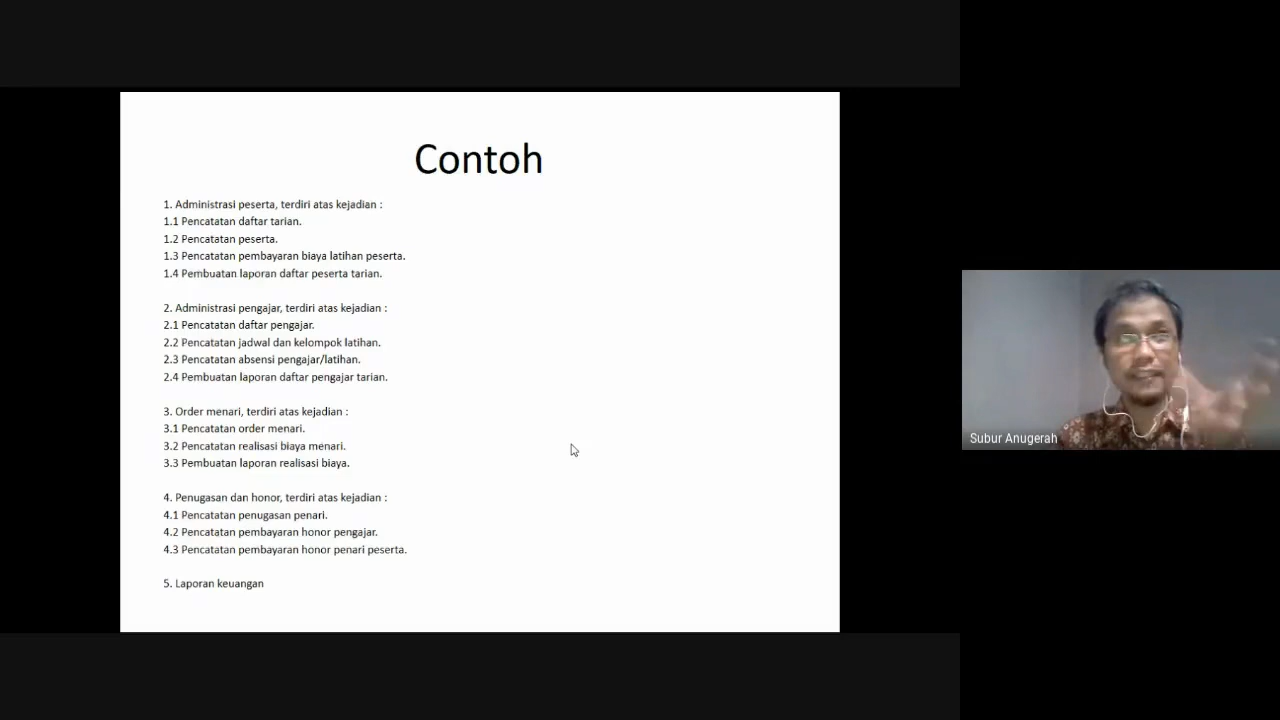 Contoh
1. Administrasi peserta, terdiri atas kejadian :
1.1 Pencatatan daftar tarian.
1.2 Pencatatan peserta.
1.3 Pencatatan pembayaran biaya latihan peserta.
1.4 Pembuatan laporan daftar peserta tarian.
2. Administrasi pengajar, terdiri atas kejadian :
2.1 Pencatatan daftar pengajar.
2.2 Pencatatan jadwal dan kelompok latihan.
2.3 Pencatatan absensi pengajar/latihan.
2.4 Pembuatan laporan daftar pengajar tarian.
3. Order menari, terdiri atas kejadian :
3.1 Pencatatan order menari.
3.2 Pencatatan realisasi biaya menari.
3.3 Pembuatan laporan realisasi biaya.
4. Penugasan dan honor, terdiri atas kejadian :
4.1 Pencatatan penugasan penari.
4.2 Pencatatan pembayaran honor pengajar.
4.3 Pencatatan pembayaran honor penari peserta.
5. Laporan keuangan
Subur Anugerah